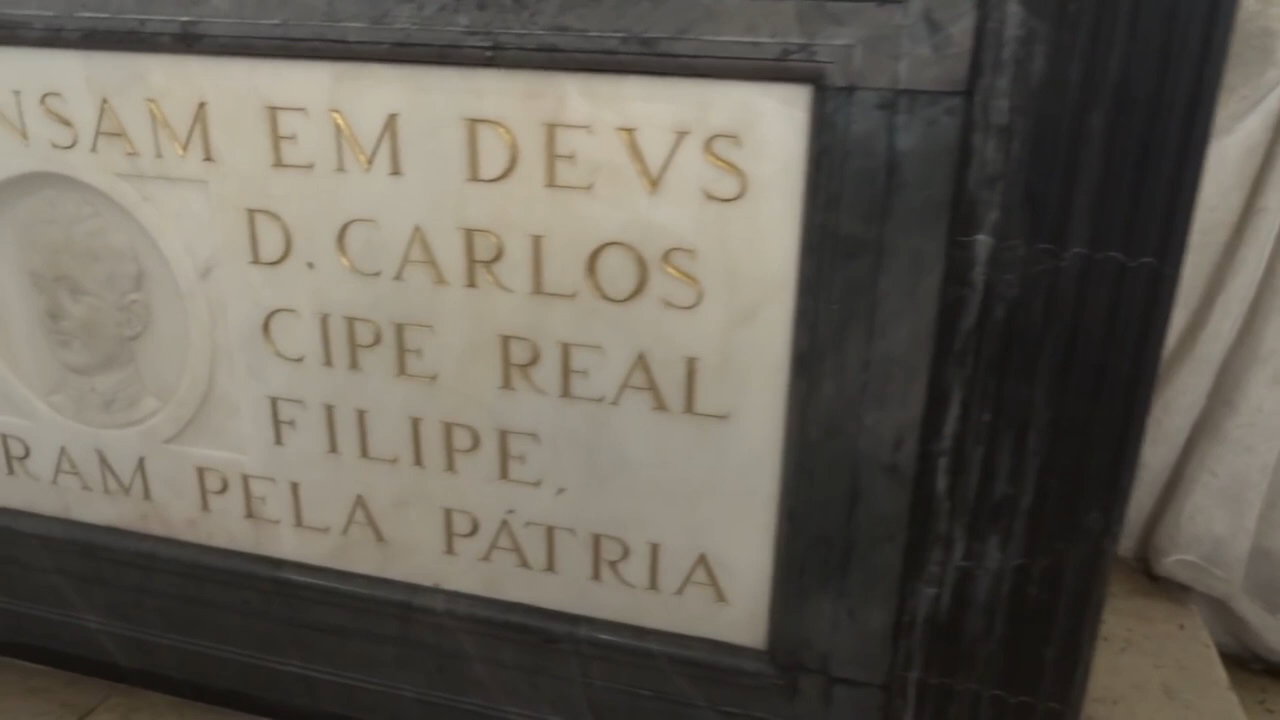 NSAM EM DEVS
D. CARLOS
CIPE REAL
FILIPE,
RAM PELA PÁTRIA